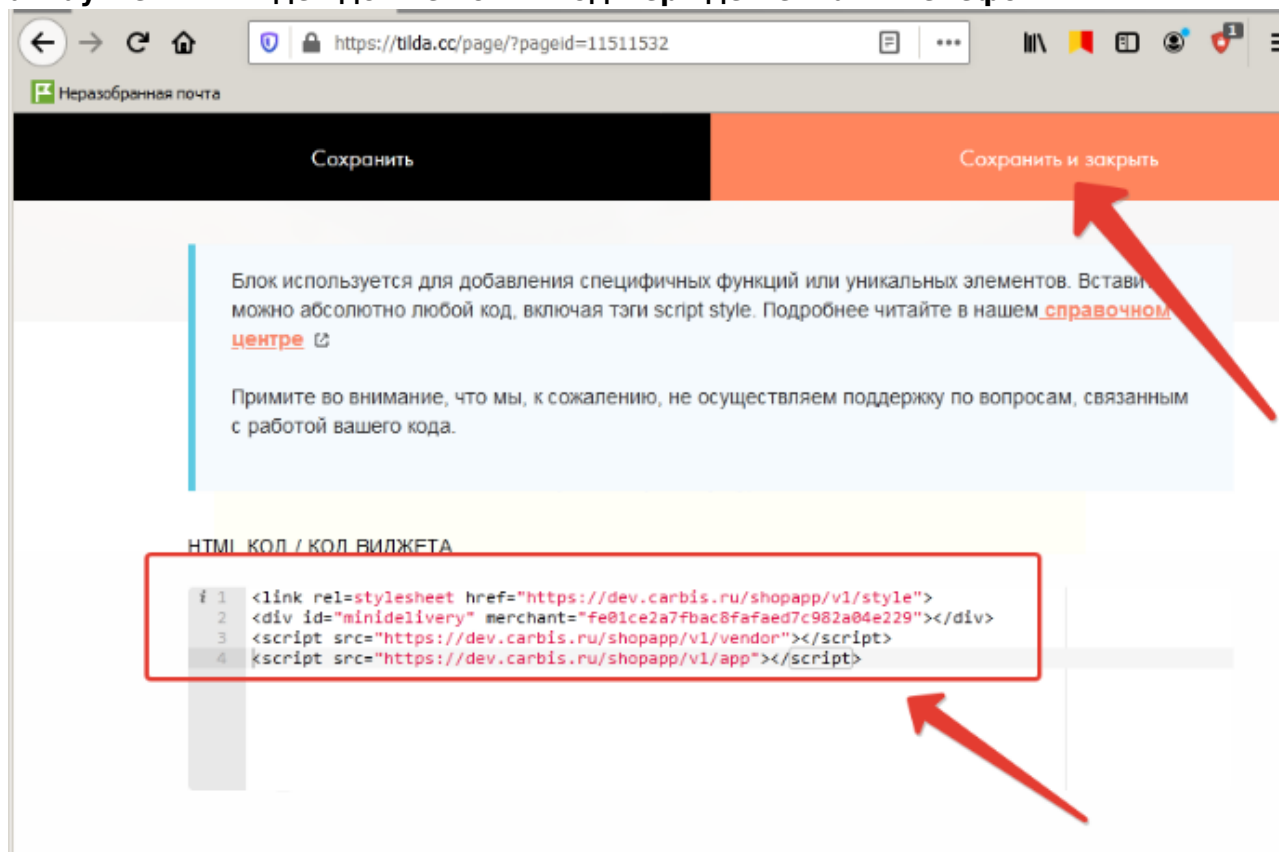 https://tilda.cc/page/?pageid=11511532
1
Неразобранная почта
Сохранить
Сохранить и закрыть
Блок используется для добавления специфичных функций или уникальных элементов. Встави
можно абсолютно любой код, включая тэги script style. Подробнее читайте в нашем справочном
центре
Примите во внимание, что мы, к сожалению, не осуществляем поддержку по вопросам, связанным
с работой вашего кода.
HTML КОД / КОД ВИДЖЕТА
i 1 <link rel=stylesheet href="https://dev.carbis.ru/shopapp/v1/style">
2 <div id="minidelivery" merchant="fe01ce2a7fbac8fafaed7c982a04e229"></div>
3 <script src="https://dev.carbis.ru/shopapp/v1/vendor"></script>
4 <script src="https://dev.carbis.ru/shopapp/v1/app"></script>